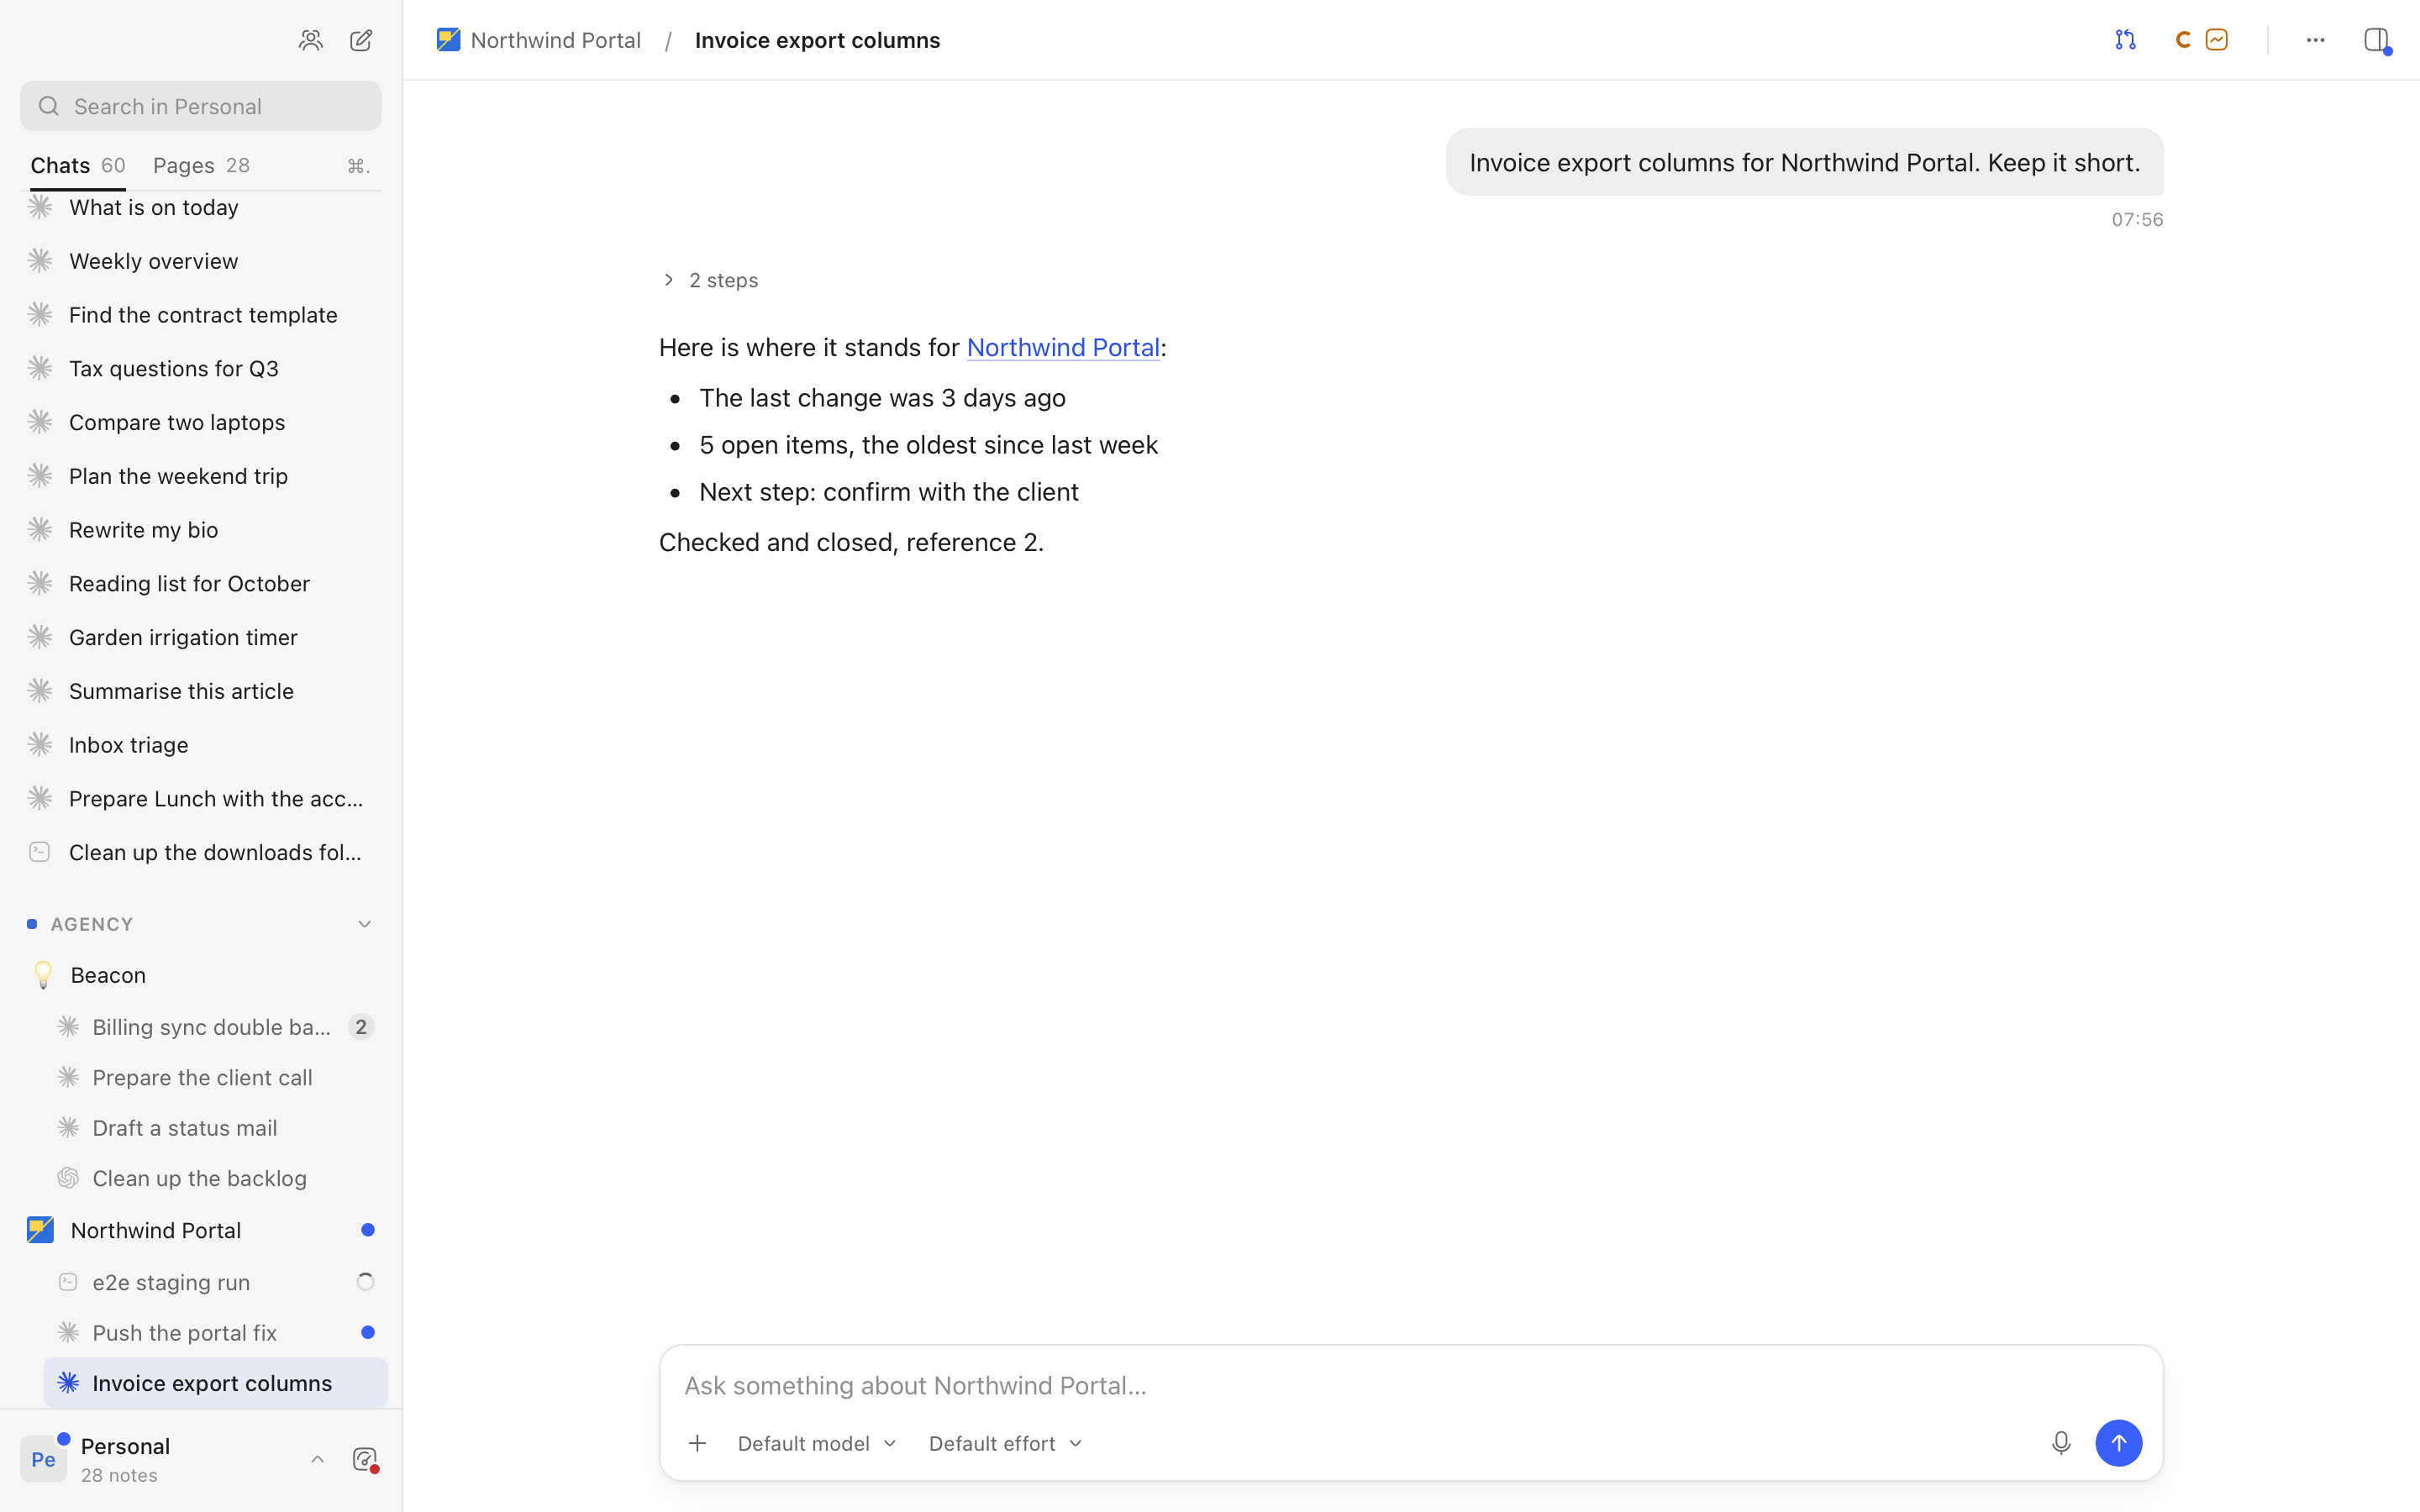 Search in Personal
Chats 60 Pages 28 ⌘.
What is on today
Weekly overview
Find the contract template
Tax questions for Q3
Compare two laptops
Plan the weekend trip
Rewrite my bio
Reading list for October
Garden irrigation timer
Summarise this article
Inbox triage
Prepare Lunch with the acc...
Clean up the downloads fol...
AGENCY
Beacon
Billing sync double ba... 2
Prepare the client call
Draft a status mail
Clean up the backlog
Northwind Portal
e2e staging run
Push the portal fix
Invoice export columns
Pe Personal
28 notes
Northwind Portal / Invoice export columns
C
Invoice export columns for Northwind Portal. Keep it short.
07:56
2 steps
Here is where it stands for Northwind Portal:
• The last change was 3 days ago
• 5 open items, the oldest since last week
• Next step: confirm with the client
Checked and closed, reference 2.
Ask something about Northwind Portal...
Default model Default effort